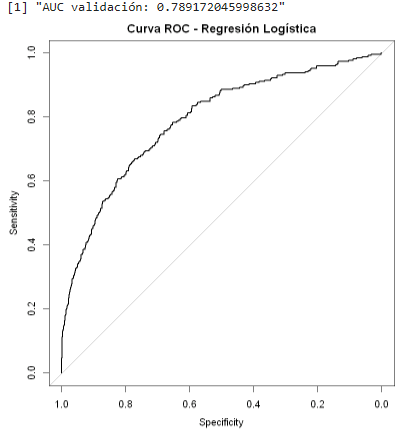 [1] "AUC validación: 0.789172045998632"
Curva ROC - Regresión Logística
1.0
0.8
0.6
0.4
0.2
0.0
Sensitivity
1.0 0.8 0.6 0.4 0.2 0.0
Specificity